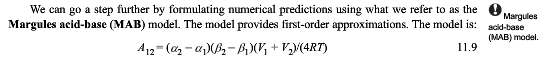 We can go a step further by formulating numerical predictions using what we refer to as the
Margules acid-base (MAB) model. The model provides first-order approximations. The model is:
A₁₂ = (α₂ − α₁)(β₂ − β₁)(V₁ + V₂)/(4RT) 11.9
! Margules
acid-base
(MAB) model.